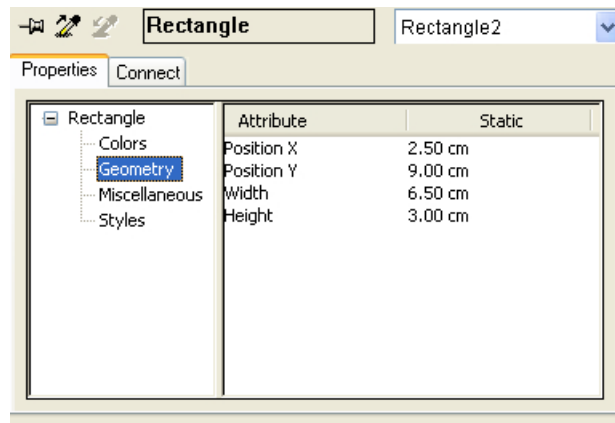 Rectangle Rectangle2
Properties Connect
Rectangle Attribute Static
Colors Position X 2.50 cm
Geometry Position Y 9.00 cm
Miscellaneous Width 6.50 cm
Styles Height 3.00 cm